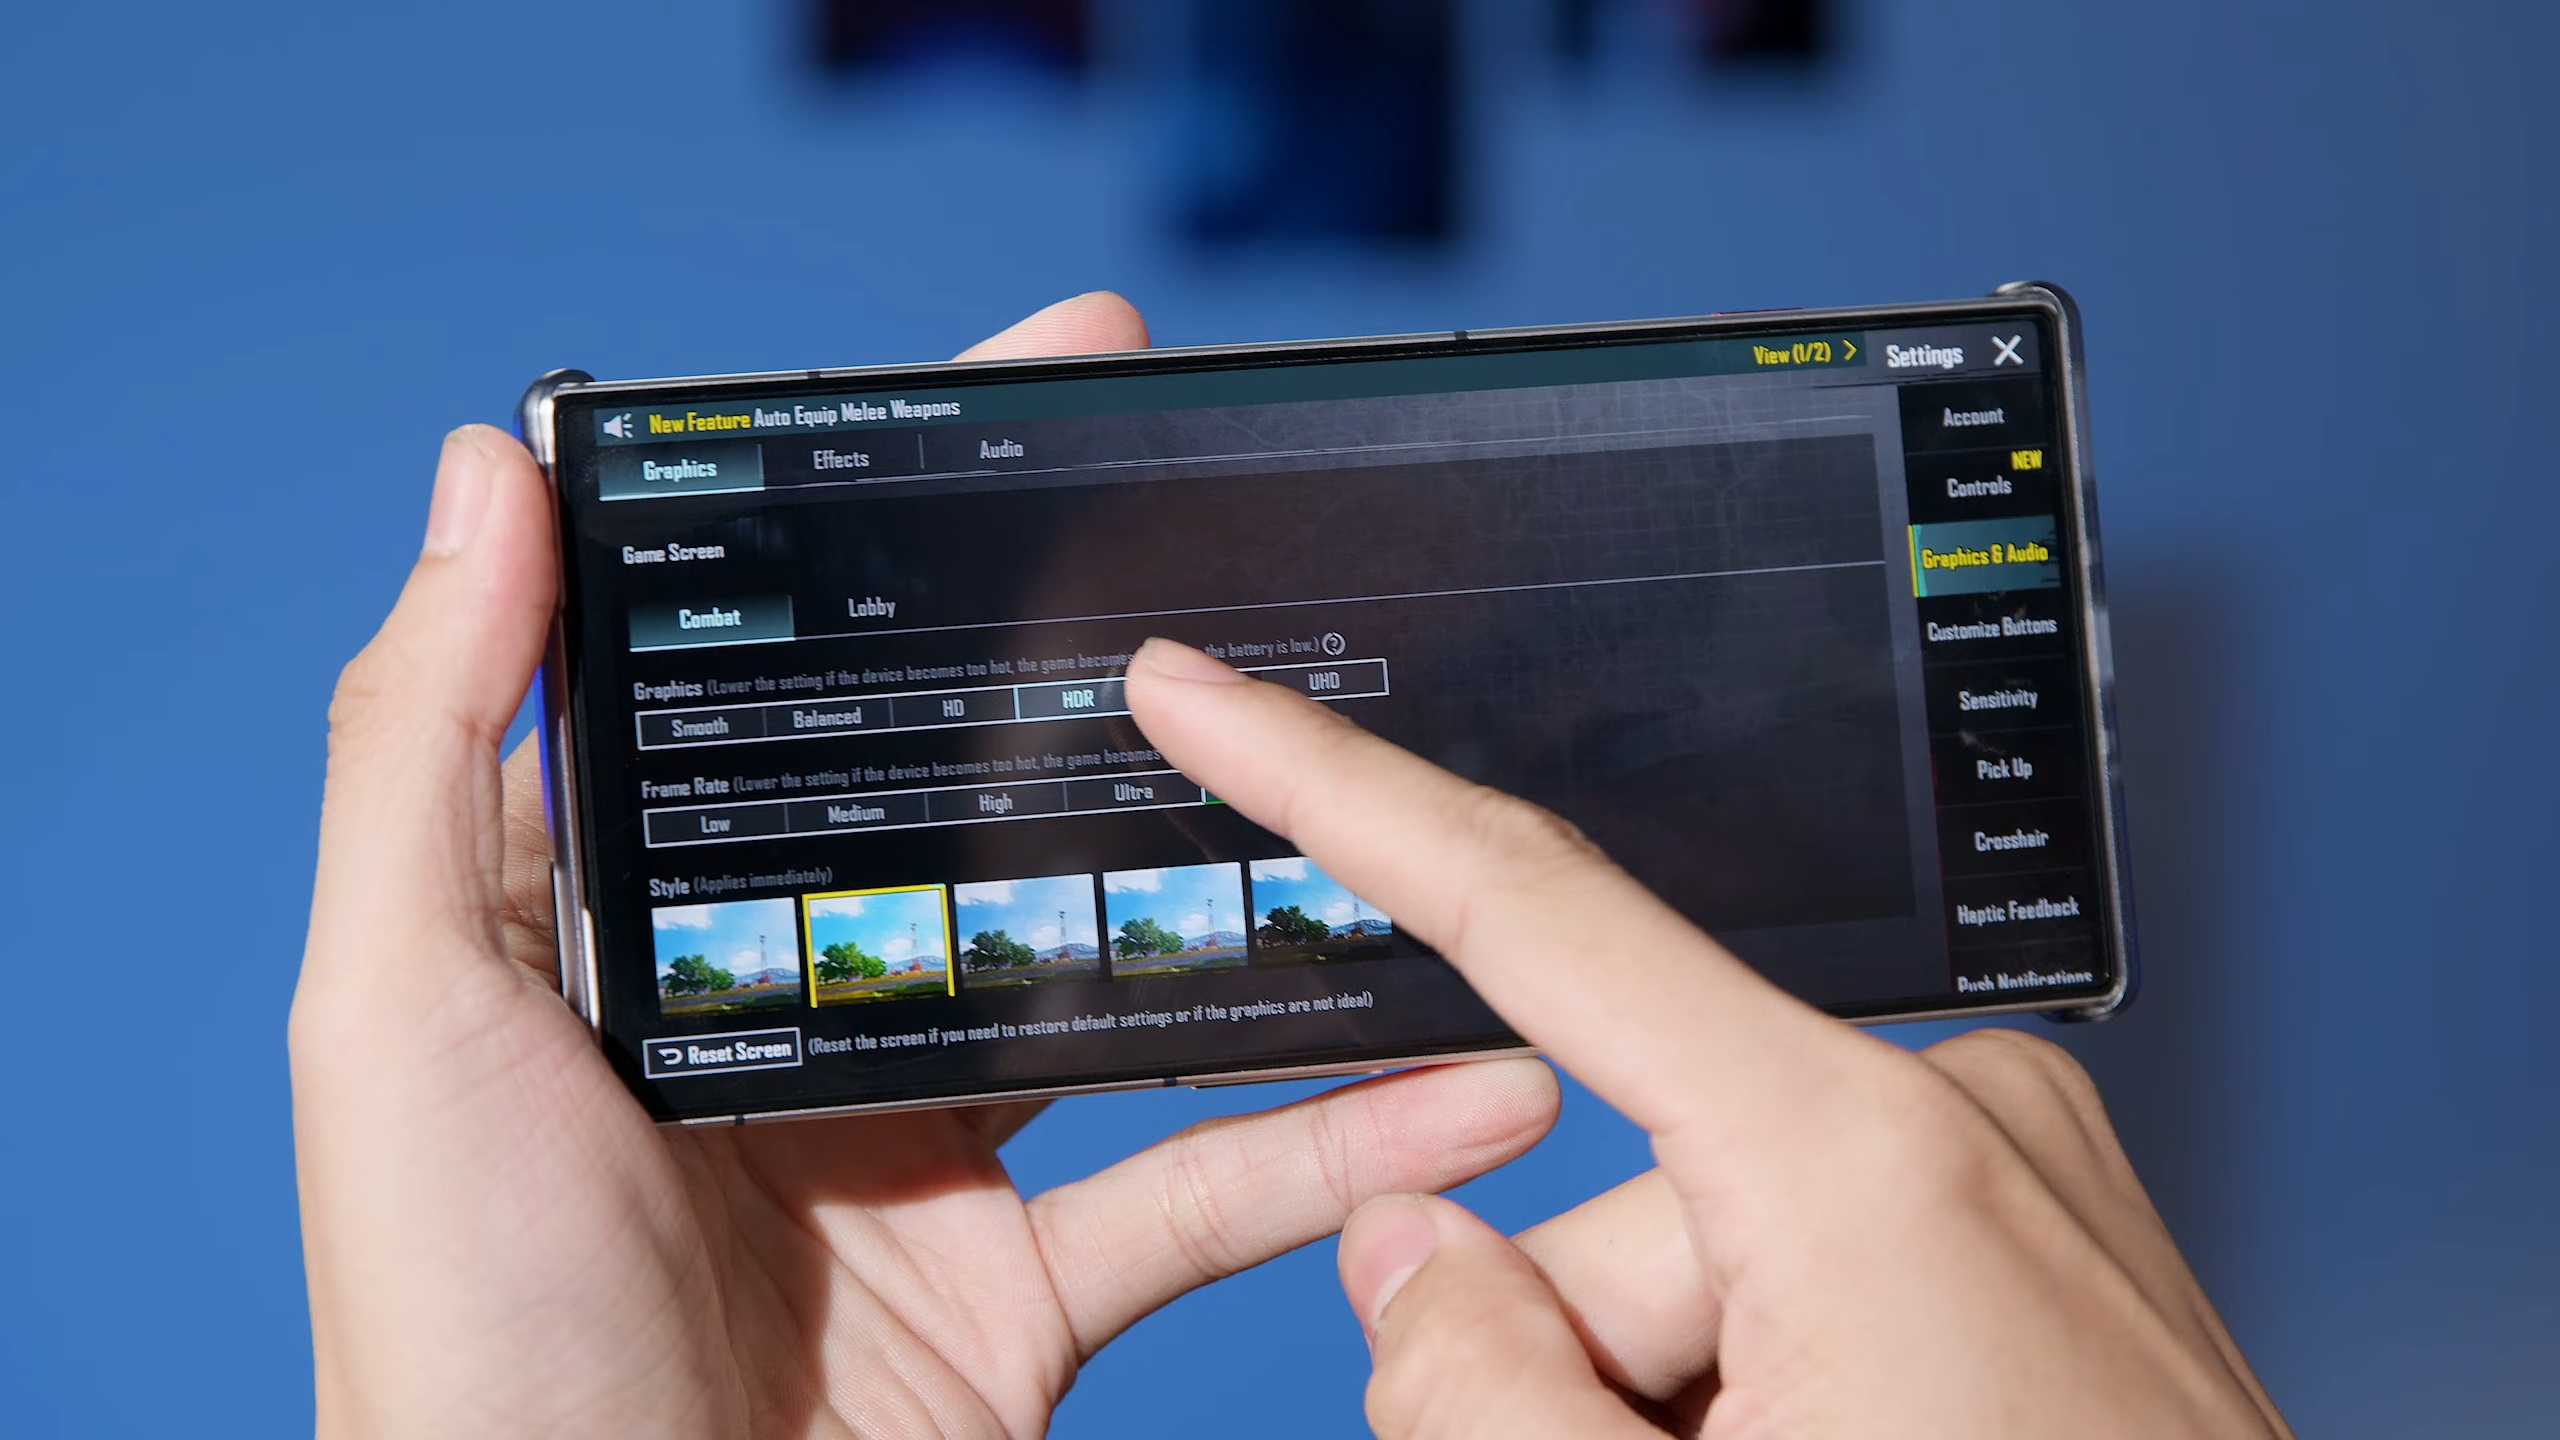 New Feature Auto Equip Melee Weapons
View (1/2)
Settings
Graphics
Effects
Audio
Game Screen
Combat
Lobby
Graphics (Lower the setting if the device becomes too hot, the game becomes the battery is low.) ?
Smooth
Balanced
HD
HDR
UHD
Frame Rate (Lower the setting if the device becomes too hot, the game becomes
Low
Medium
High
Ultra
Style (Applies immediately)
Reset Screen (Reset the screen if you need to restore default settings or if the graphics are not ideal)
Account
NEW
Controls
Graphics & Audio
Customize Buttons
Sensitivity
Pick Up
Crosshair
Haptic Feedback
Push Notifications